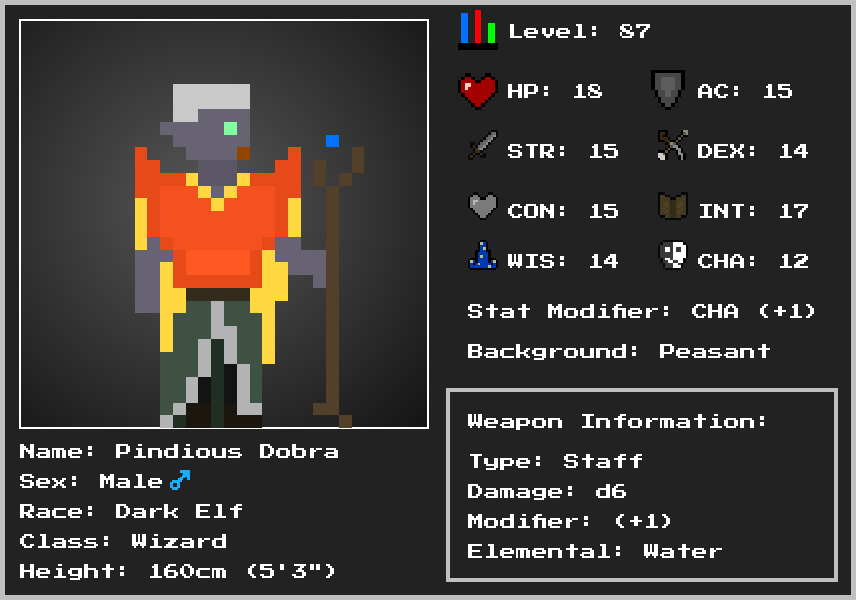 Level: 87
HP: 18
AC: 15
STR: 15
DEX: 14
CON: 15
INT: 17
WIS: 14
CHA: 12
Stat Modifier: CHA (+1)
Background: Peasant
Weapon Information:
Type: Staff
Damage: d6
Modifier: (+1)
Elemental: Water
Name: Pindious Dobra
Sex: Male♂
Race: Dark Elf
Class: Wizard
Height: 160cm (5'3")